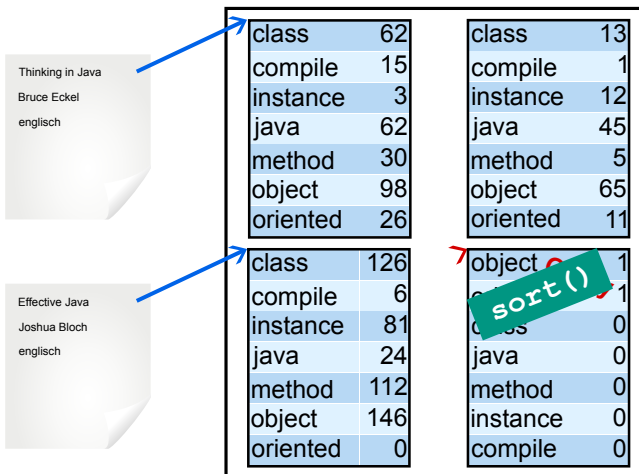 Thinking in Java
Bruce Eckel
englisch
class 62
compile 15
instance 3
java 62
method 30
object 98
oriented 26
class 13
compile 1
instance 12
java 45
method 5
object 65
oriented 11
Effective Java
Joshua Bloch
englisch
class 126
compile 6
instance 81
java 24
method 112
object 146
oriented 0
object 1
1
sort()
class 0
java 0
method 0
instance 0
compile 0